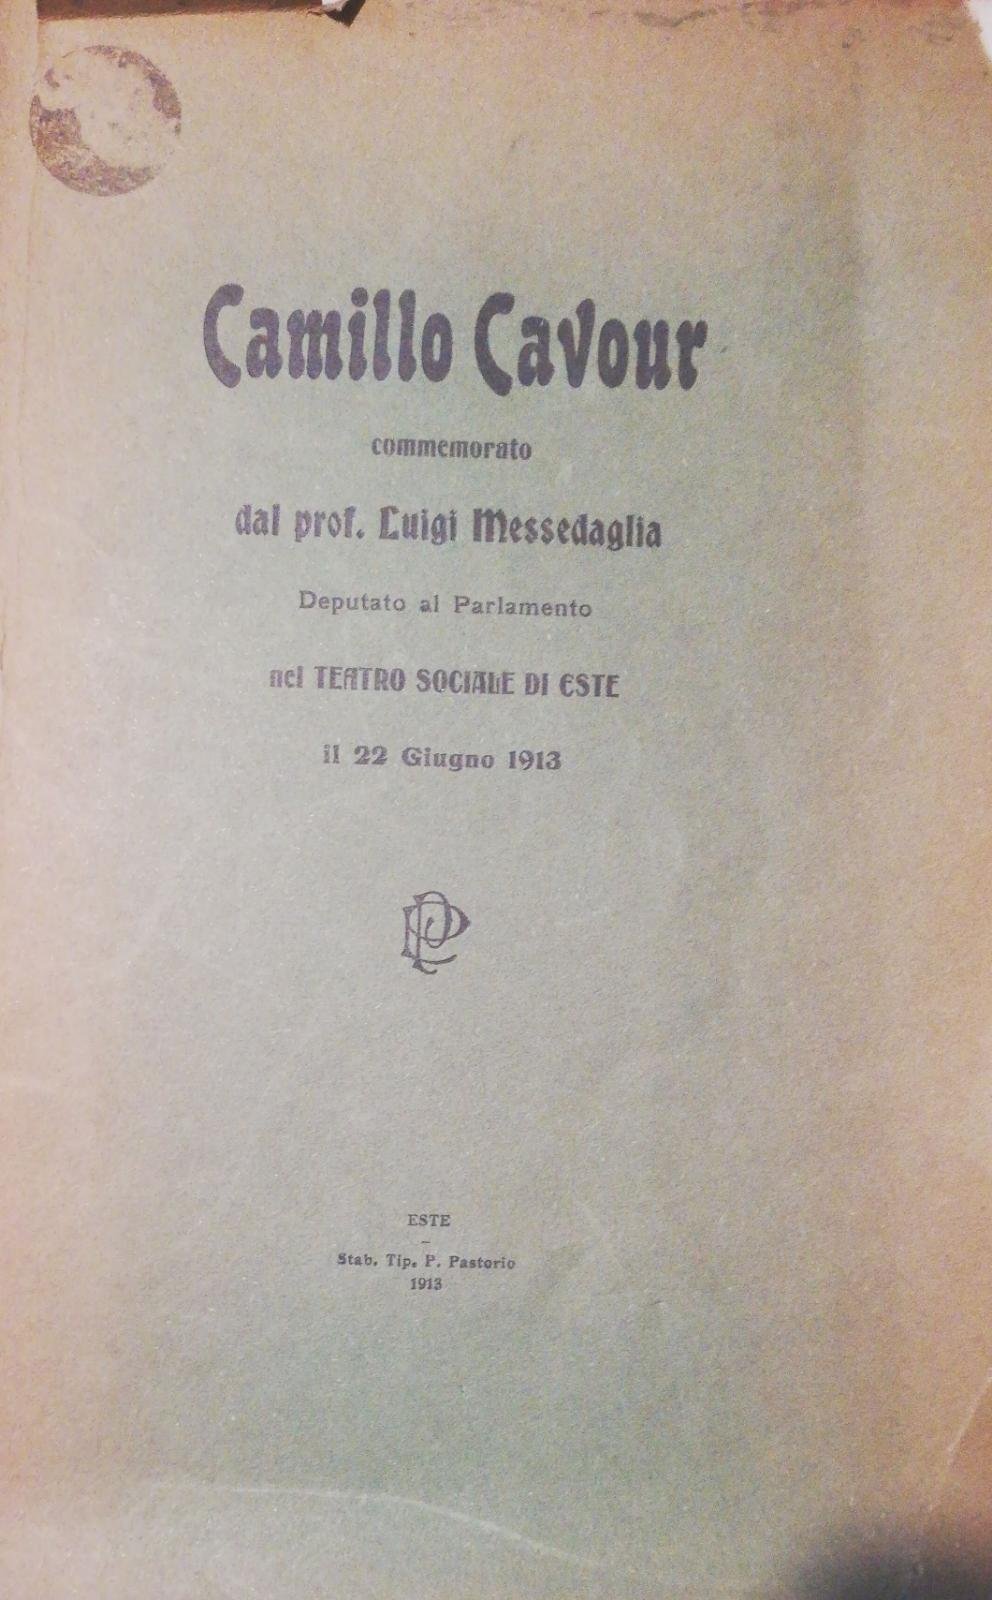 Camillo Cavour
commemorato
dal prof. Luigi Messedaglia
Deputato al Parlamento
nel TEATRO SOCIALE DI ESTE
il 22 Giugno 1913
ESTE
Stab. Tip. P. Pastorio
1913